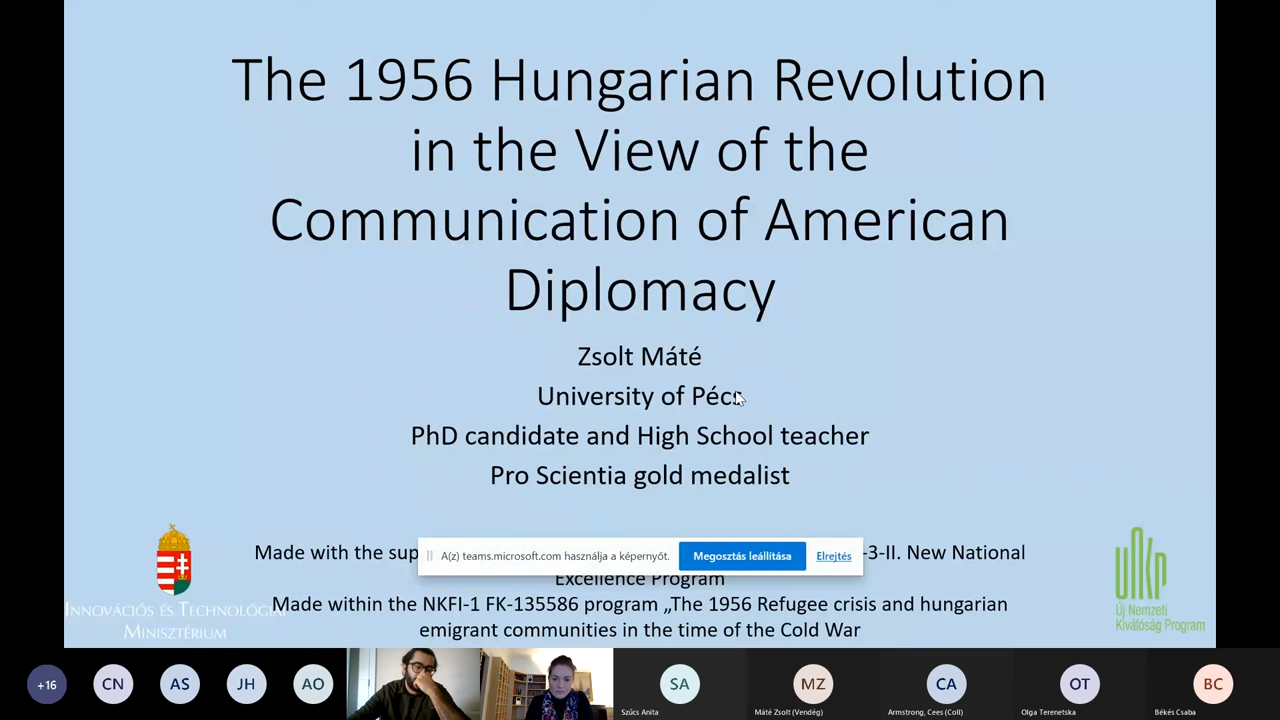 The 1956 Hungarian Revolution
in the View of the
Communication of American
Diplomacy
Zsolt Máté
University of Pécs
PhD candidate and High School teacher
Pro Scientia gold medalist
Made with the sup
-3-II. New National
Excellence Program
Made within the NKFI-1 FK-135586 program „The 1956 Refugee crisis and hungarian
emigrant communities in the time of the Cold War
A(z) teams.microsoft.com használja a képernyőt.
Megosztás leállítása
Elrejtés
INNOVÁCIÓS ÉS TECHNOLÓGIAI
MINISZTÉRIUM
ÚNKP
Új Nemzeti
Kiválóság Program
+16
CN
AS
JH
AO
SA
Szűcs Anita
MZ
Máté Zsolt (Vendég)
CA
Armstrong, Cees (Coll)
OT
Olga Terenetska
BC
Békés Csaba